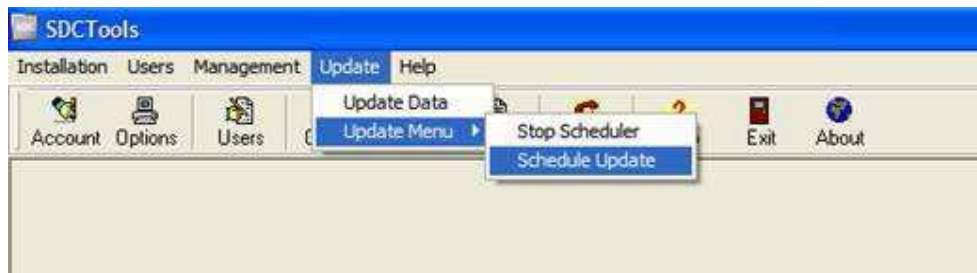 SDCTools
Installation Users Management Update Help
Update Data
Update Menu
Stop Scheduler
Schedule Update
Account Options Users Exit About